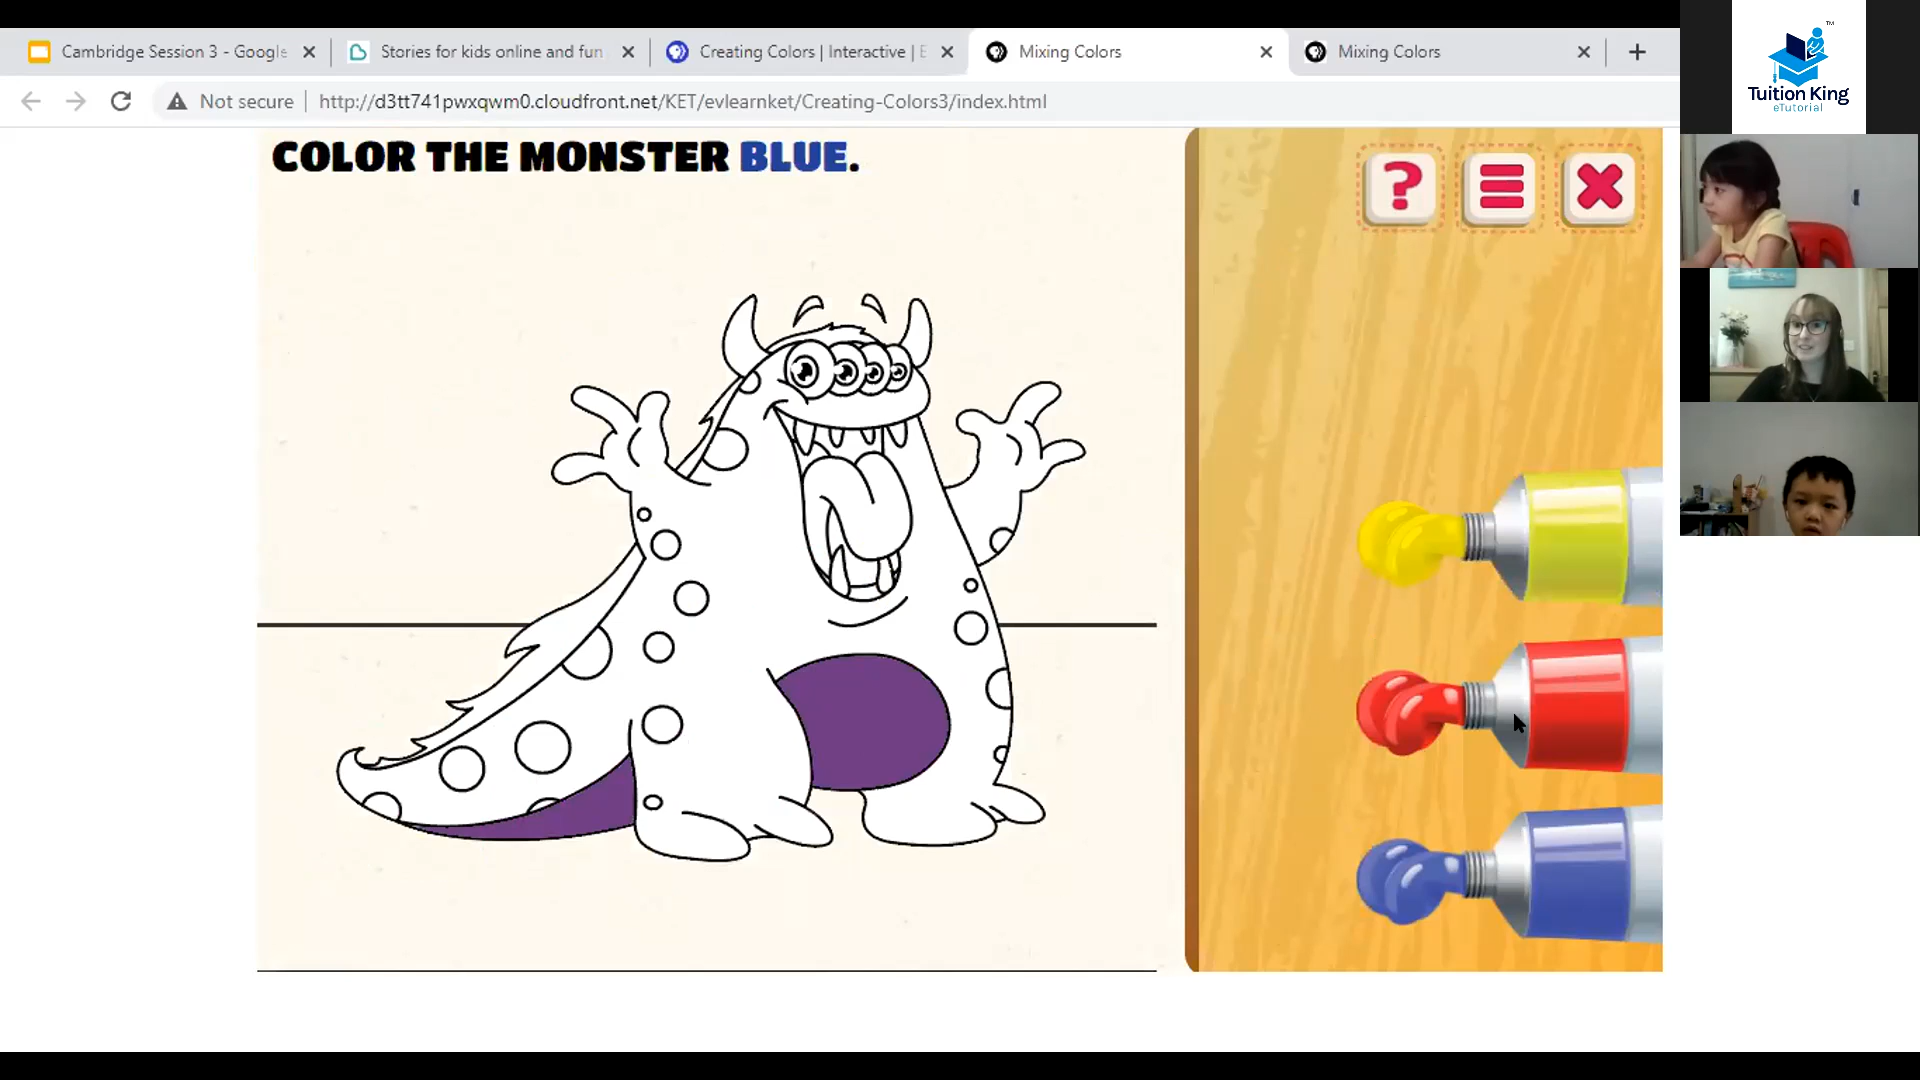 Cambridge Session 3 - Google
Stories for kids online and fun
Creating Colors | Interactive | E
Mixing Colors
Mixing Colors
Not secure
http://d3tt741pwxqwm0.cloudfront.net/KET/evlearnket/Creating-Colors3/index.html
COLOR THE MONSTER BLUE.
?
TM
Tuition King
eTutorial